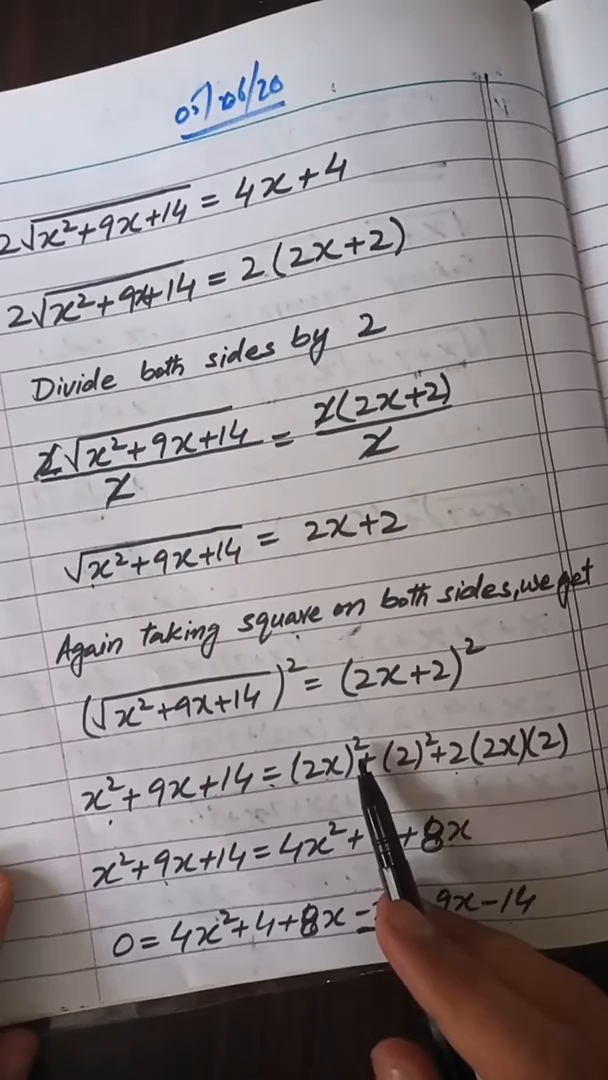 05/06/20
2√x²+9x+14 = 4x+4
2√x²+9x+14 = 2(2x+2)
Divide both sides by 2
2√x²+9x+14/2 = 2(2x+2)/2
√x²+9x+14 = 2x+2
Again taking square on both sides, we get
(√x²+9x+14)² = (2x+2)²
x²+9x+14 = (2x)²+(2)²+2(2x)(2)
x²+9x+14 = 4x²+ +8x
0 = 4x²+4+8x- 9x-14